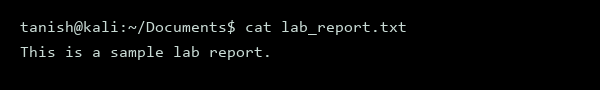 tanish@kali:~/Documents$ cat lab_report.txt
This is a sample lab report.